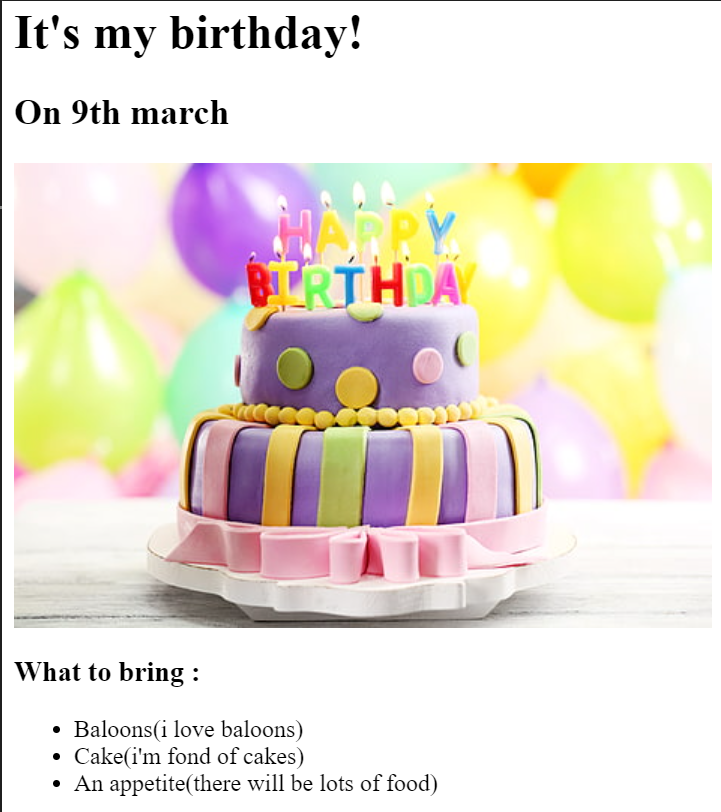 It's my birthday!
On 9th march
HAPPY
BIRTHDAY
What to bring :
Baloons(i love baloons)
Cake(i'm fond of cakes)
An appetite(there will be lots of food)